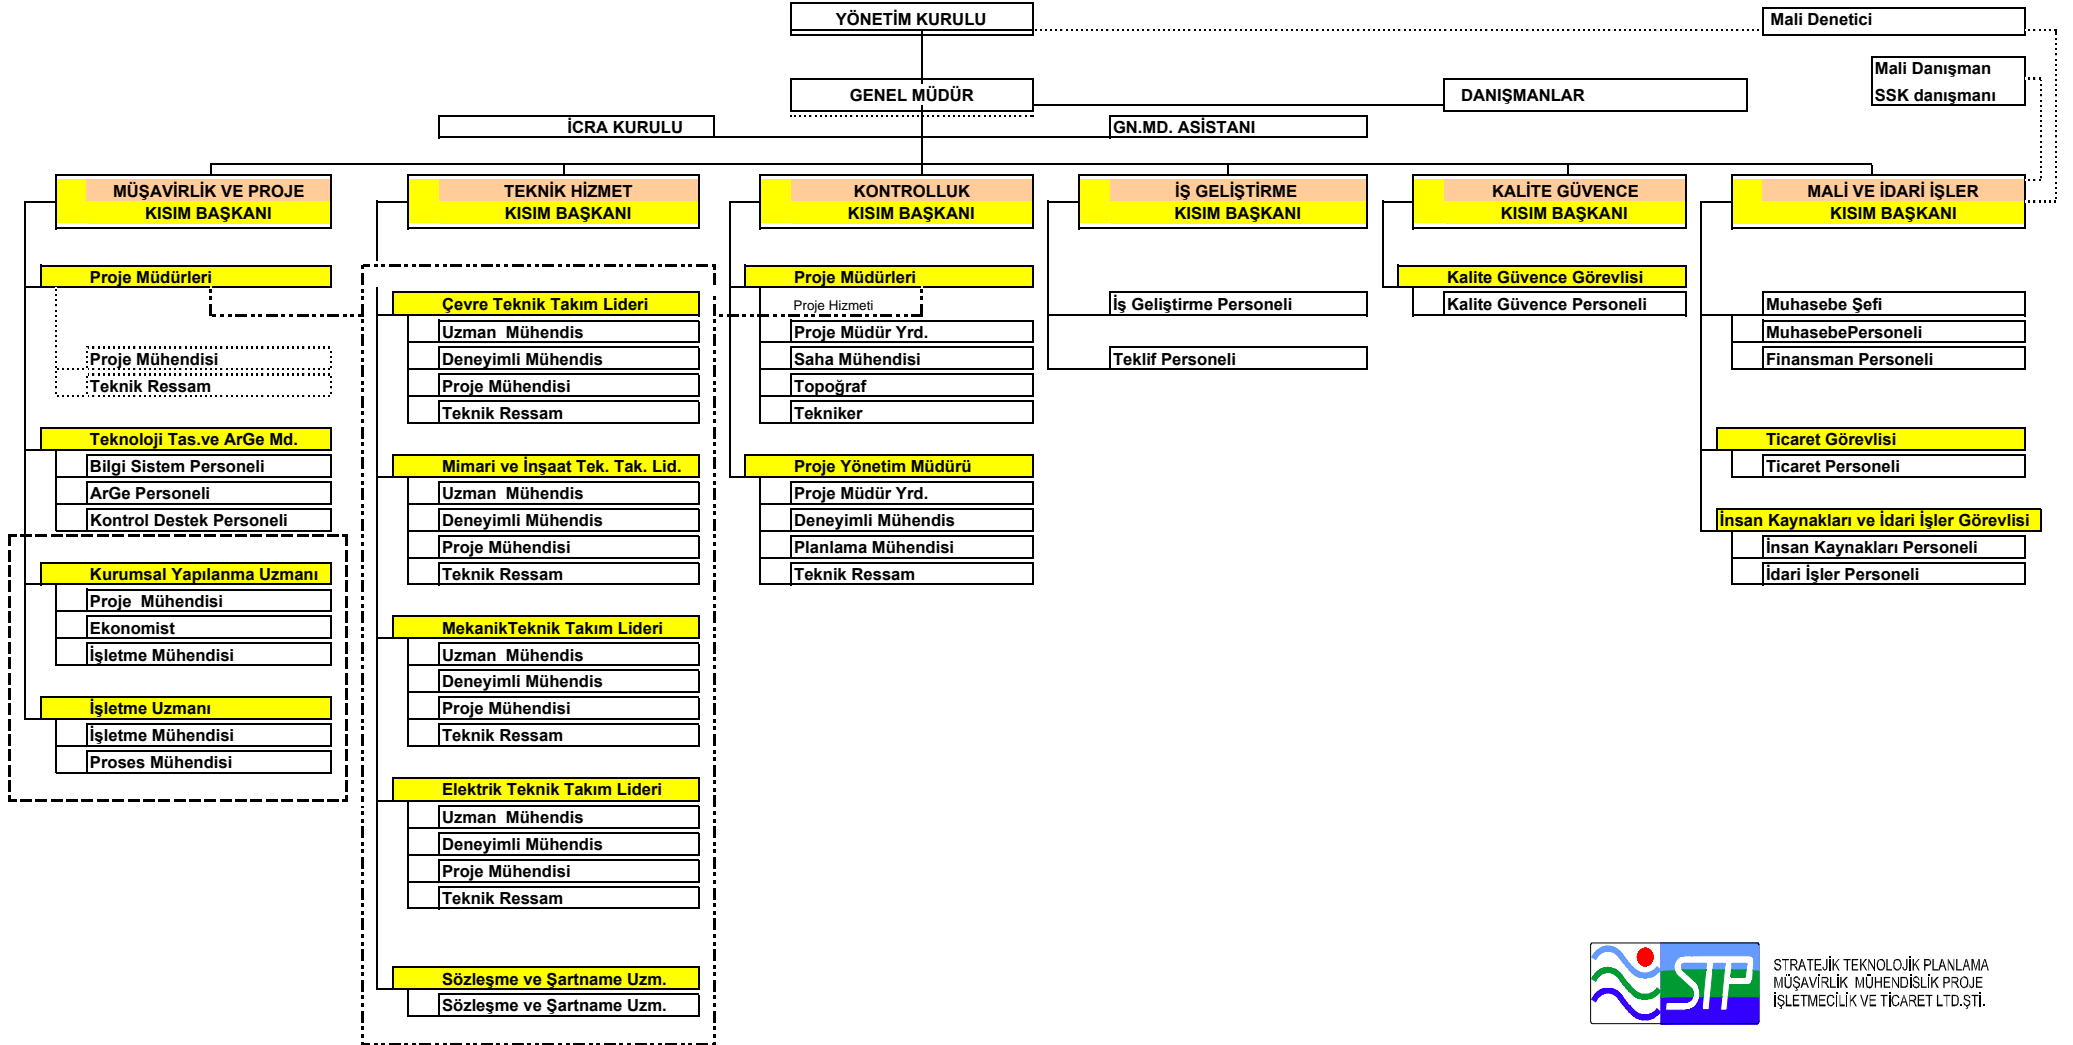 YÖNETİM KURULU
Mali Denetici
Mali Danışman
SSK danışmanı
GENEL MÜDÜR
DANIŞMANLAR
İCRA KURULU
GN.MD. ASİSTANI
MÜŞAVİRLİK VE PROJE
KISIM BAŞKANI
TEKNİK HİZMET
KISIM BAŞKANI
KONTROLLUK
KISIM BAŞKANI
İŞ GELİŞTİRME
KISIM BAŞKANI
KALİTE GÜVENCE
KISIM BAŞKANI
MALİ VE İDARİ İŞLER
KISIM BAŞKANI
Proje Müdürleri
Proje Mühendisi
Teknik Ressam
Teknoloji Tas.ve ArGe Md.
Bilgi Sistem Personeli
ArGe Personeli
Kontrol Destek Personeli
Kurumsal Yapılanma Uzmanı
Proje  Mühendisi
Ekonomist
İşletme Mühendisi
İşletme Uzmanı
İşletme Mühendisi
Proses Mühendisi
Çevre Teknik Takım Lideri
Uzman  Mühendis
Deneyimli Mühendis
Proje Mühendisi
Teknik Ressam
Mimari ve İnşaat Tek. Tak. Lid.
Uzman  Mühendis
Deneyimli Mühendis
Proje Mühendisi
Teknik Ressam
MekanikTeknik Takım Lideri
Uzman  Mühendis
Deneyimli Mühendis
Proje Mühendisi
Teknik Ressam
Elektrik Teknik Takım Lideri
Uzman  Mühendis
Deneyimli Mühendis
Proje Mühendisi
Teknik Ressam
Sözleşme ve Şartname Uzm.
Sözleşme ve Şartname Uzm.
Proje Müdürleri
Proje Hizmeti
Proje Müdür Yrd.
Saha Mühendisi
Topoğraf
Tekniker
Proje Yönetim Müdürü
Proje Müdür Yrd.
Deneyimli Mühendis
Planlama Mühendisi
Teknik Ressam
İş Geliştirme Personeli
Teklif Personeli
Kalite Güvence Görevlisi
Kalite Güvence Personeli
Muhasebe Şefi
MuhasebePersoneli
Finansman Personeli
Ticaret Görevlisi
Ticaret Personeli
İnsan Kaynakları ve İdari İşler Görevlisi
İnsan Kaynakları Personeli
İdari İşler Personeli
STP
STRATEJİK TEKNOLOJİK PLANLAMA
MÜŞAVİRLİK  MÜHENDİSLİK PROJE
İŞLETMECİLİK VE TİCARET LTD.ŞTİ.